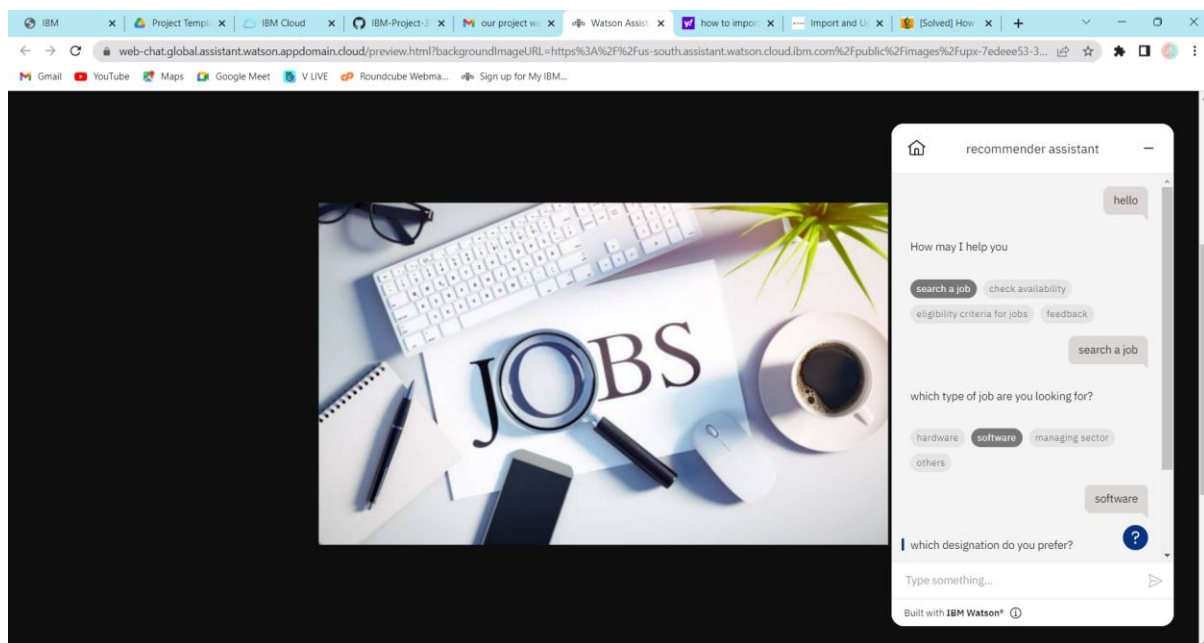 IBM
Project Templ
IBM Cloud
IBM-Project-3
our project wo
Watson Assist
how to import
Import and Us
[Solved] How
web-chat.global.assistant.watson.appdomain.cloud/preview.html?backgroundImageURL=https%3A%2F%2Fus-south.assistant.watson.cloud.ibm.com%2Fpublic%2Fimages%2Fupx-7edeee53-3...
Gmail
YouTube
Maps
Google Meet
V LIVE
Roundcube Webma...
Sign up for My IBM...
JOBS
recommender assistant
hello
How may I help you
search a job check availability
eligibility criteria for jobs feedback
search a job
which type of job are you looking for?
hardware software managing sector
others
software
which designation do you prefer?
?
Type something...
Built with IBM Watson®